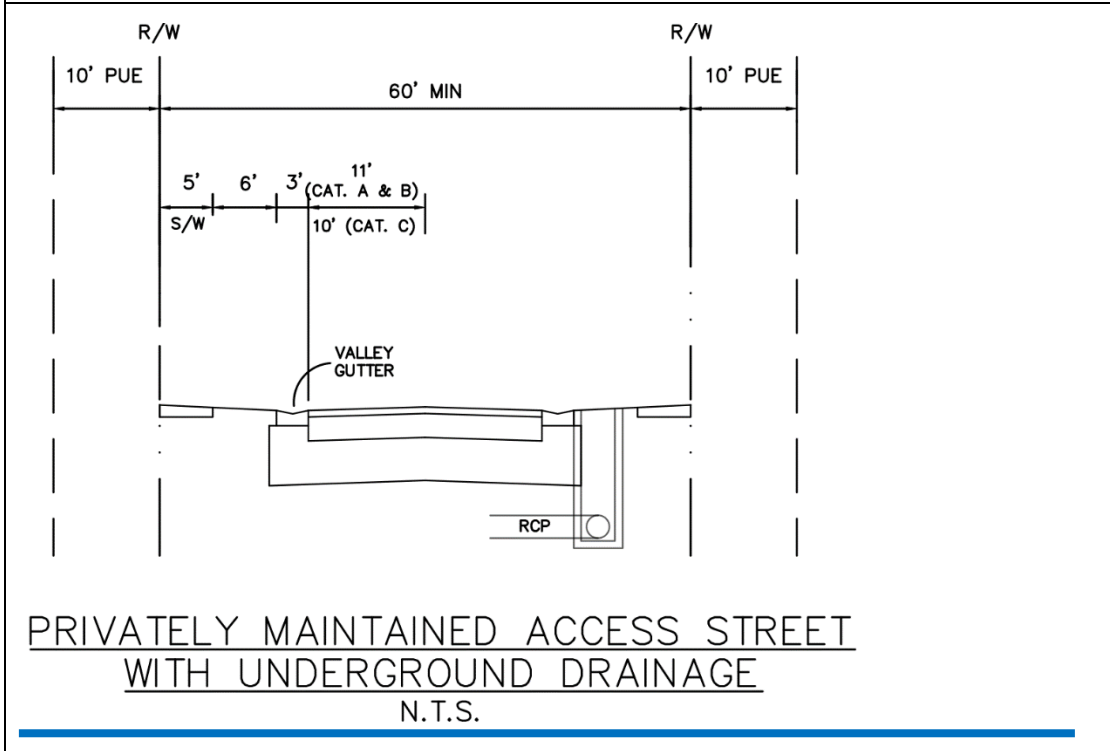 R/W
R/W
10' PUE
10' PUE
60' MIN
5'
6'
3'
11'
(CAT. A & B)
S/W
10' (CAT. C)
VALLEY
GUTTER
RCP
PRIVATELY MAINTAINED ACCESS STREET
WITH UNDERGROUND DRAINAGE
N.T.S.